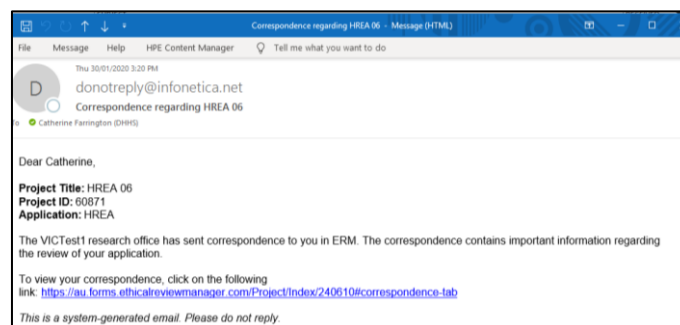 Correspondence regarding HREA 06 - Message (HTML)
File Message Help HPE Content Manager Tell me what you want to do
Thu 30/01/2020 3:20 PM
D
donotreply@infonetica.net
Correspondence regarding HREA 06
To Catherine Farrington (DHHS)
Dear Catherine,
Project Title: HREA 06
Project ID: 60871
Application: HREA
The VICTest1 research office has sent correspondence to you in ERM. The correspondence contains important information regarding
the review of your application.
To view your correspondence, click on the following
link: https://au.forms.ethicalreviewmanager.com/Project/Index/240610#correspondence-tab
This is a system-generated email. Please do not reply.